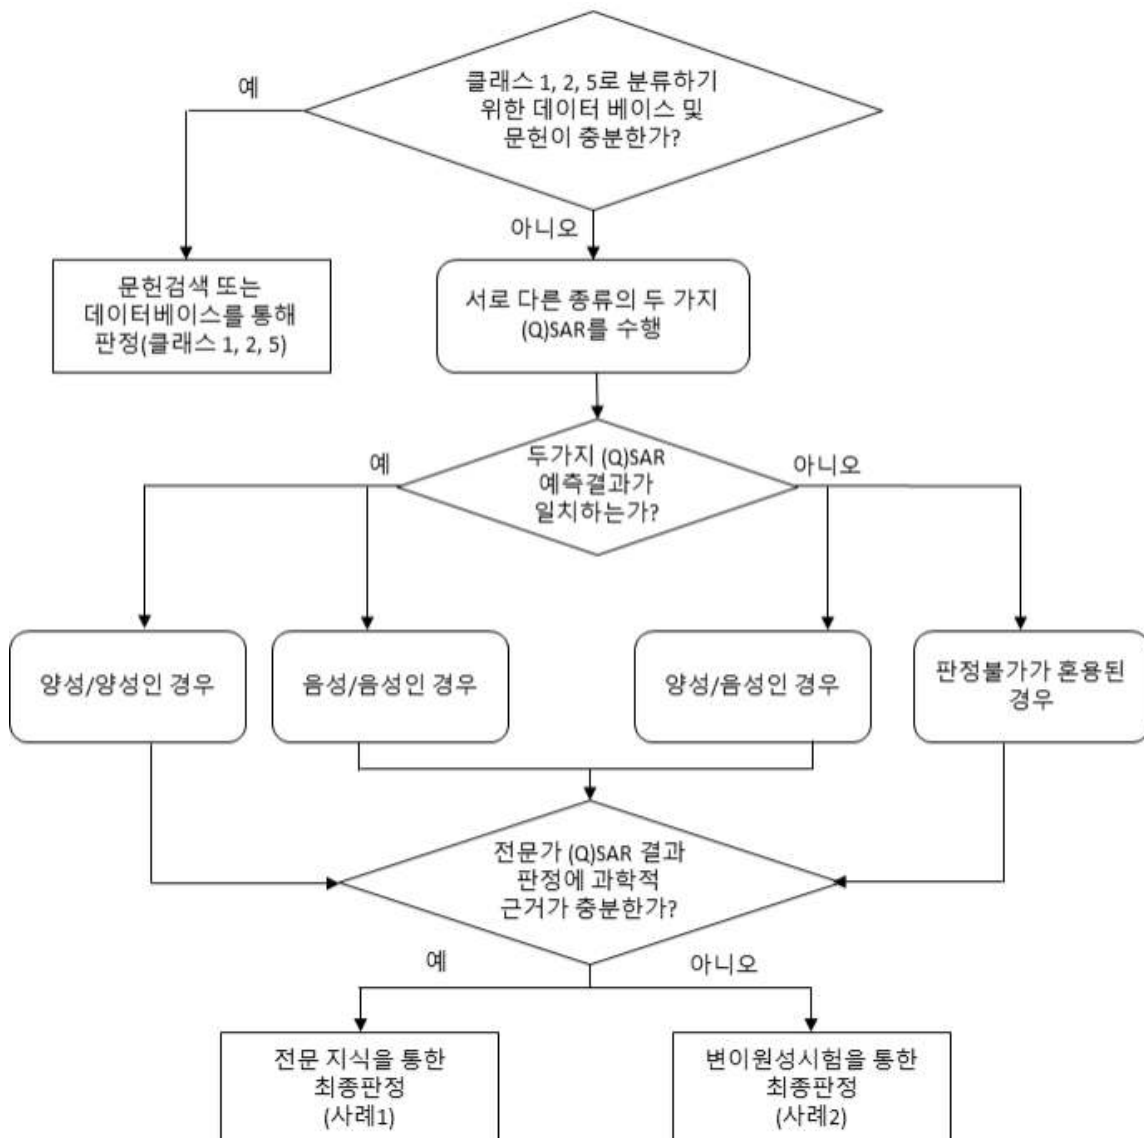 클래스 1, 2, 5로 분류하기
위한 데이터 베이스 및
문헌이 충분한가?
예
아니오
문헌검색 또는
데이터베이스를 통해
판정(클래스 1, 2, 5)
서로 다른 종류의 두 가지
(Q)SAR를 수행
두가지 (Q)SAR
예측결과가
일치하는가?
예
아니오
양성/양성인 경우
음성/음성인 경우
양성/음성인 경우
판정불가가 혼용된
경우
전문가 (Q)SAR 결과
판정에 과학적
근거가 충분한가?
예
아니오
전문 지식을 통한
최종판정
(사례1)
변이원성시험을 통한
최종판정
(사례2)